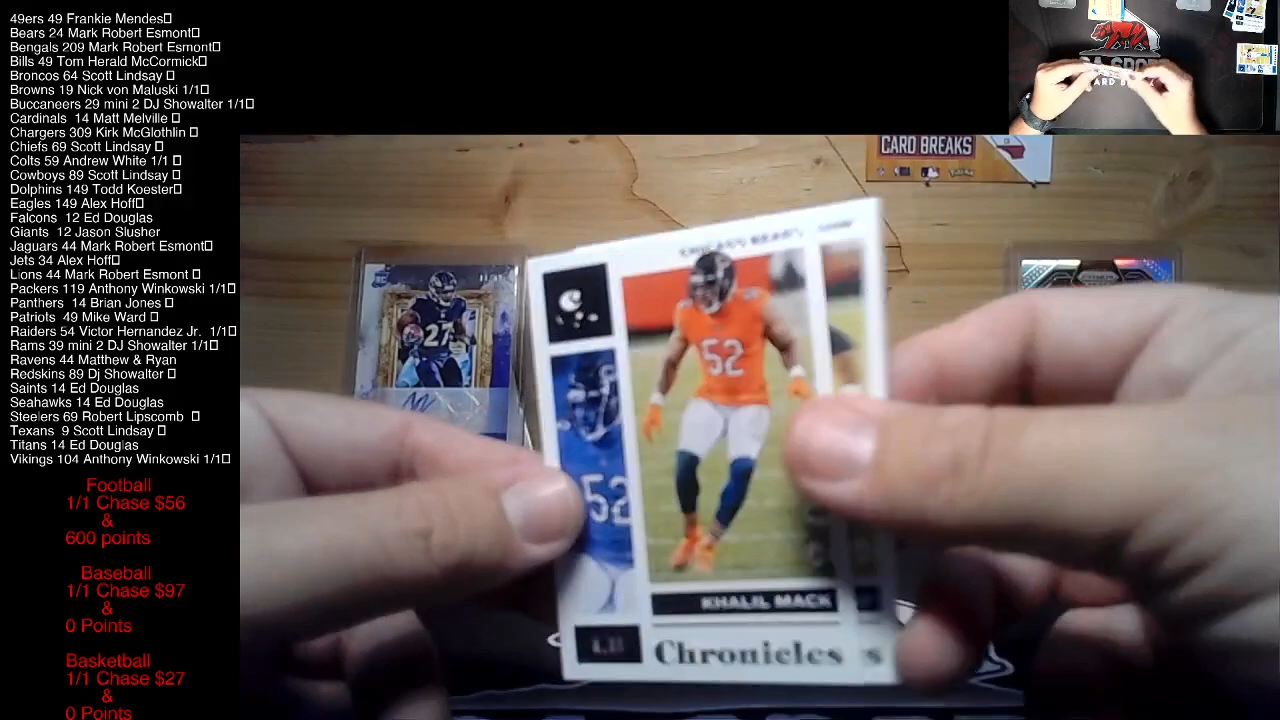 49ers 49 Frankie Mendes
Bears 24 Mark Robert Esmont
Bengals 209 Mark Robert Esmont
Bills 49 Tom Herald McCormick
Broncos 64 Scott Lindsay
Browns 19 Nick von Maluski 1/1
Buccaneers 29 mini 2 DJ Showalter 1/1
Cardinals 14 Matt Melville
Chargers 309 Kirk McGlothlin
Chiefs 69 Scott Lindsay
Colts 59 Andrew White 1/1
Cowboys 89 Scott Lindsay
Dolphins 149 Todd Koester
Eagles 149 Alex Hoff
Falcons 12 Ed Douglas
Giants 12 Jason Slusher
Jaguars 44 Mark Robert Esmont
Jets 34 Alex Hoff
Lions 44 Mark Robert Esmont
Packers 119 Anthony Winkowski 1/1
Panthers 14 Brian Jones
Patriots 49 Mike Ward
Raiders 54 Victor Hernandez Jr. 1/1
Rams 39 mini 2 DJ Showalter 1/1
Ravens 44 Matthew & Ryan
Redskins 89 Dj Showalter
Saints 14 Ed Douglas
Seahawks 14 Ed Douglas
Steelers 69 Robert Lipscomb
Texans 9 Scott Lindsay
Titans 14 Ed Douglas
Vikings 104 Anthony Winkowski 1/1
Football
1/1 Chase $56
&
600 points
Baseball
1/1 Chase $97
&
0 Points
Basketball
1/1 Chase $27
&
0 Points
CARD BREAKS
27
CHICAGO BEARS
52
52
KHALIL MACK
LB
Chronicles
s